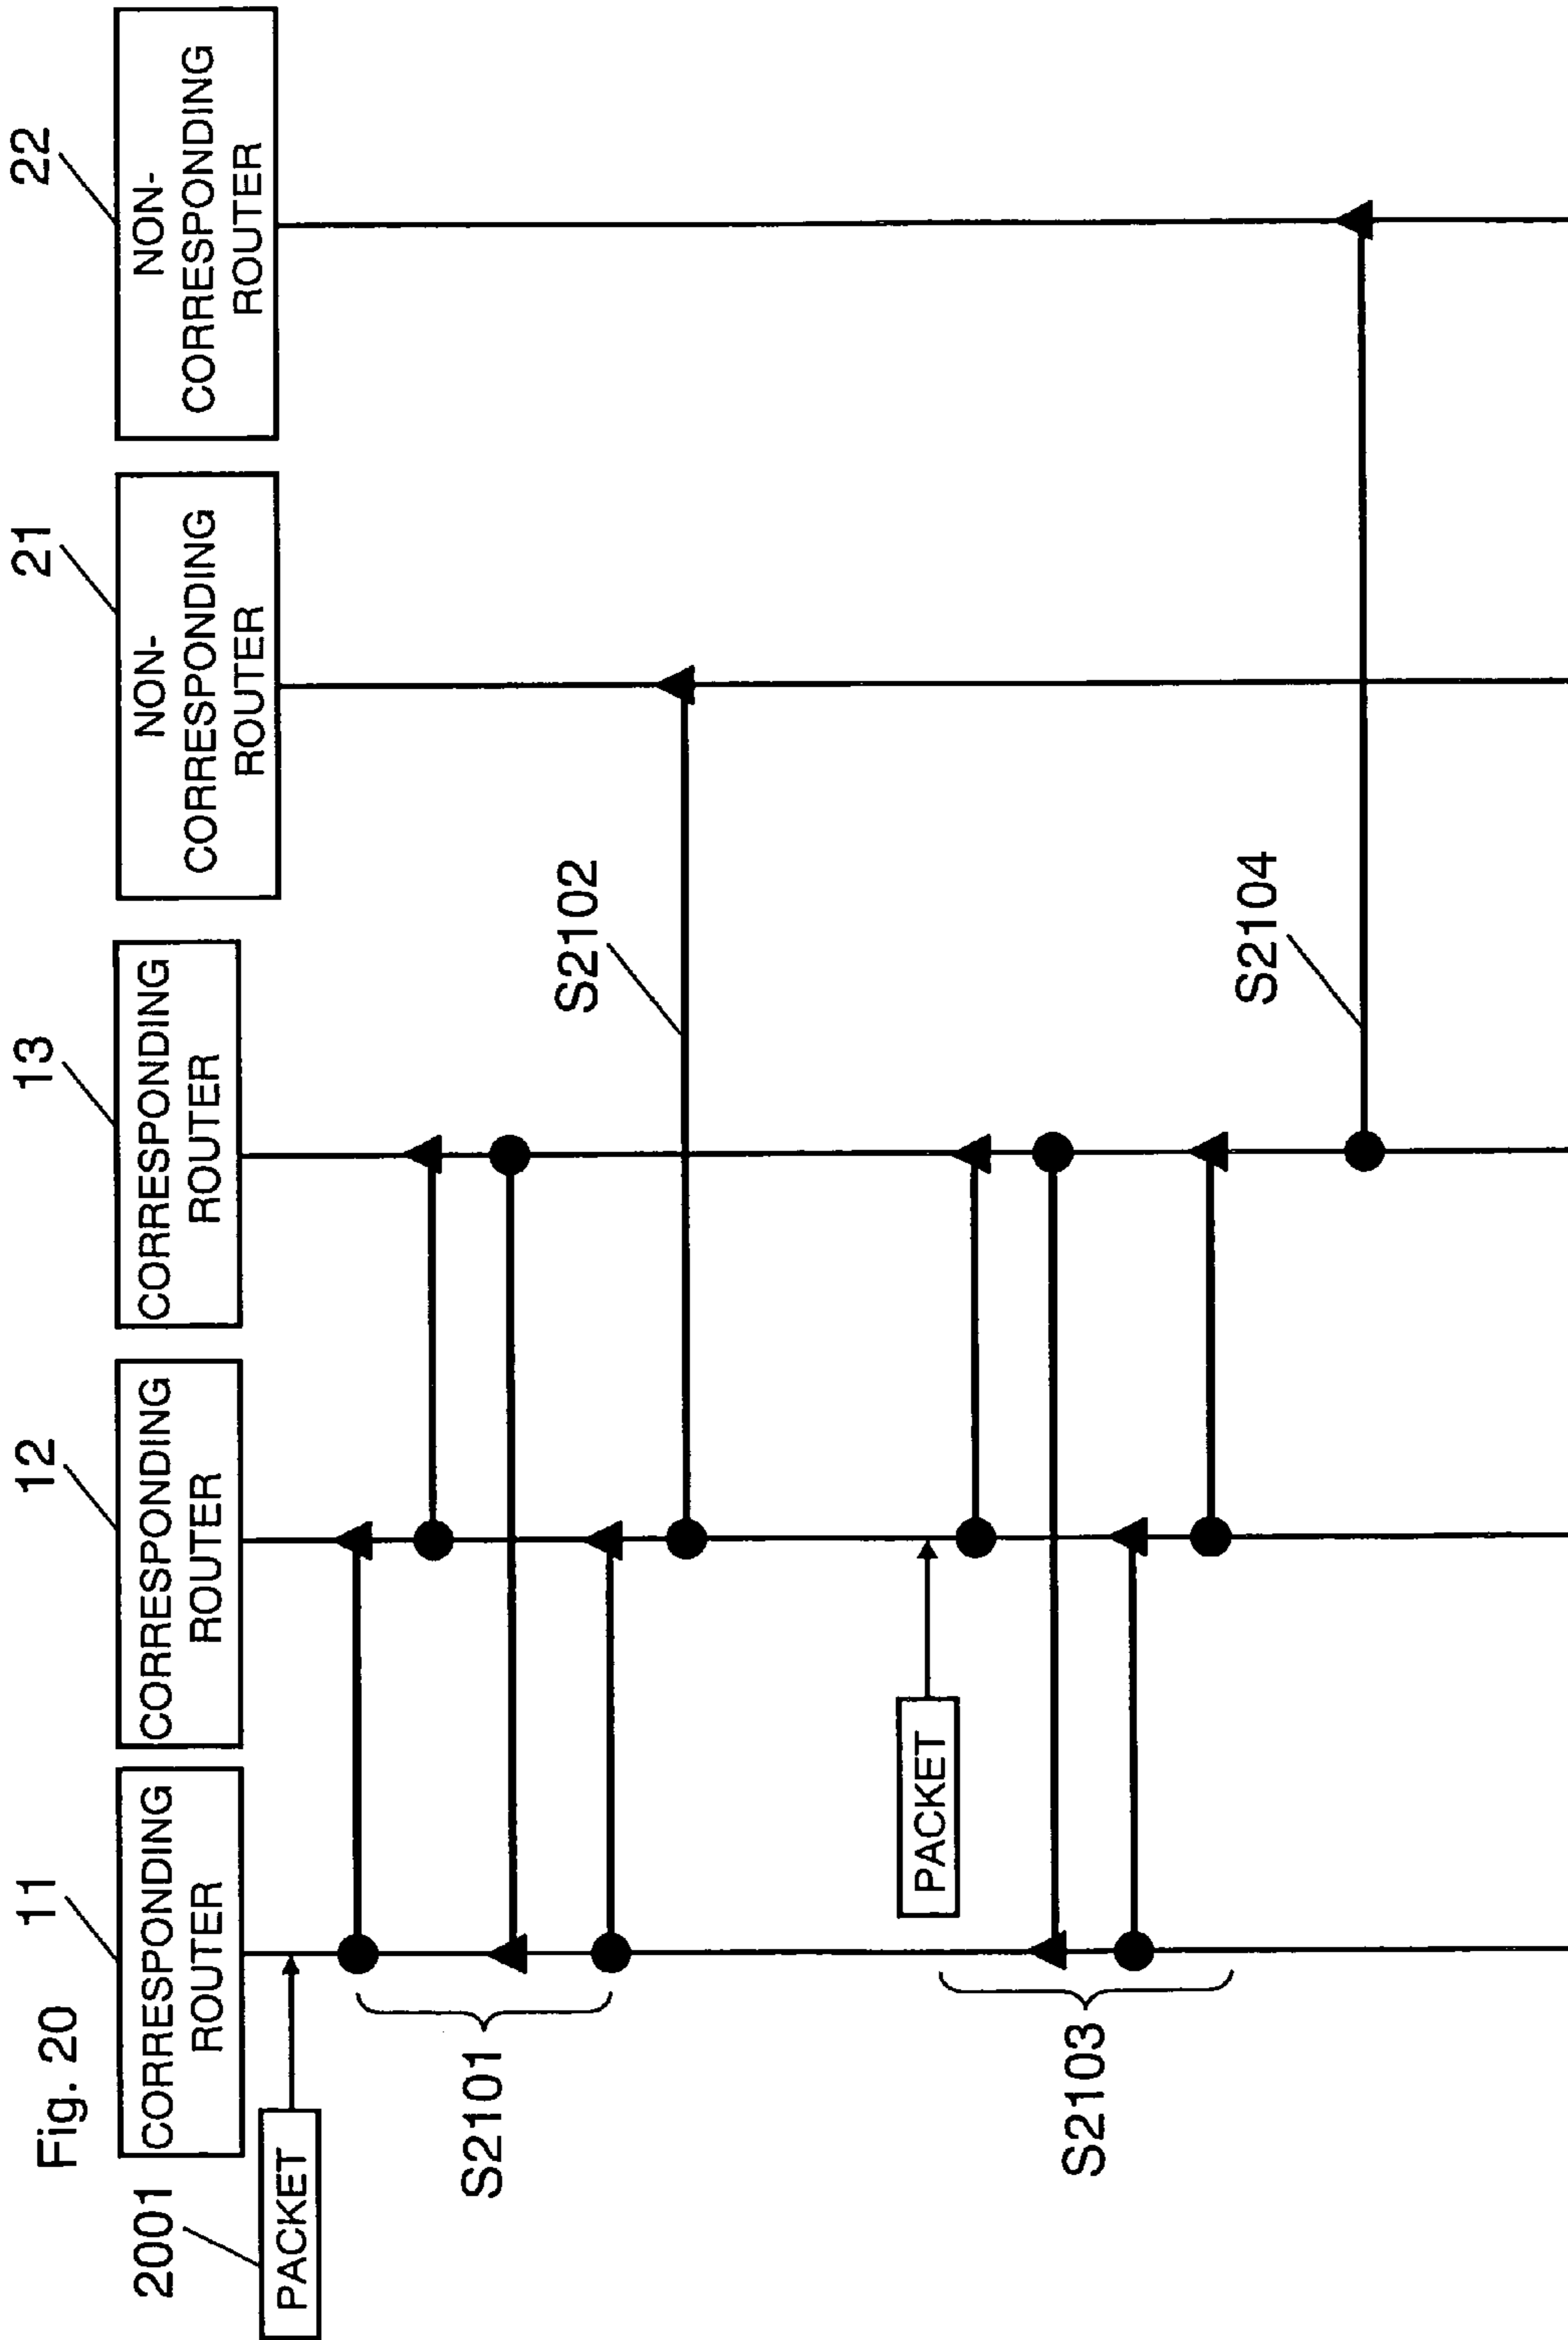 Fig. 20
11
CORRESPONDING
ROUTER
12
CORRESPONDING
ROUTER
13
CORRESPONDING
ROUTER
21
NON-
CORRESPONDING
ROUTER
22
NON-
CORRESPONDING
ROUTER
2001
PACKET
S2101
S2102
PACKET
S2103
S2104